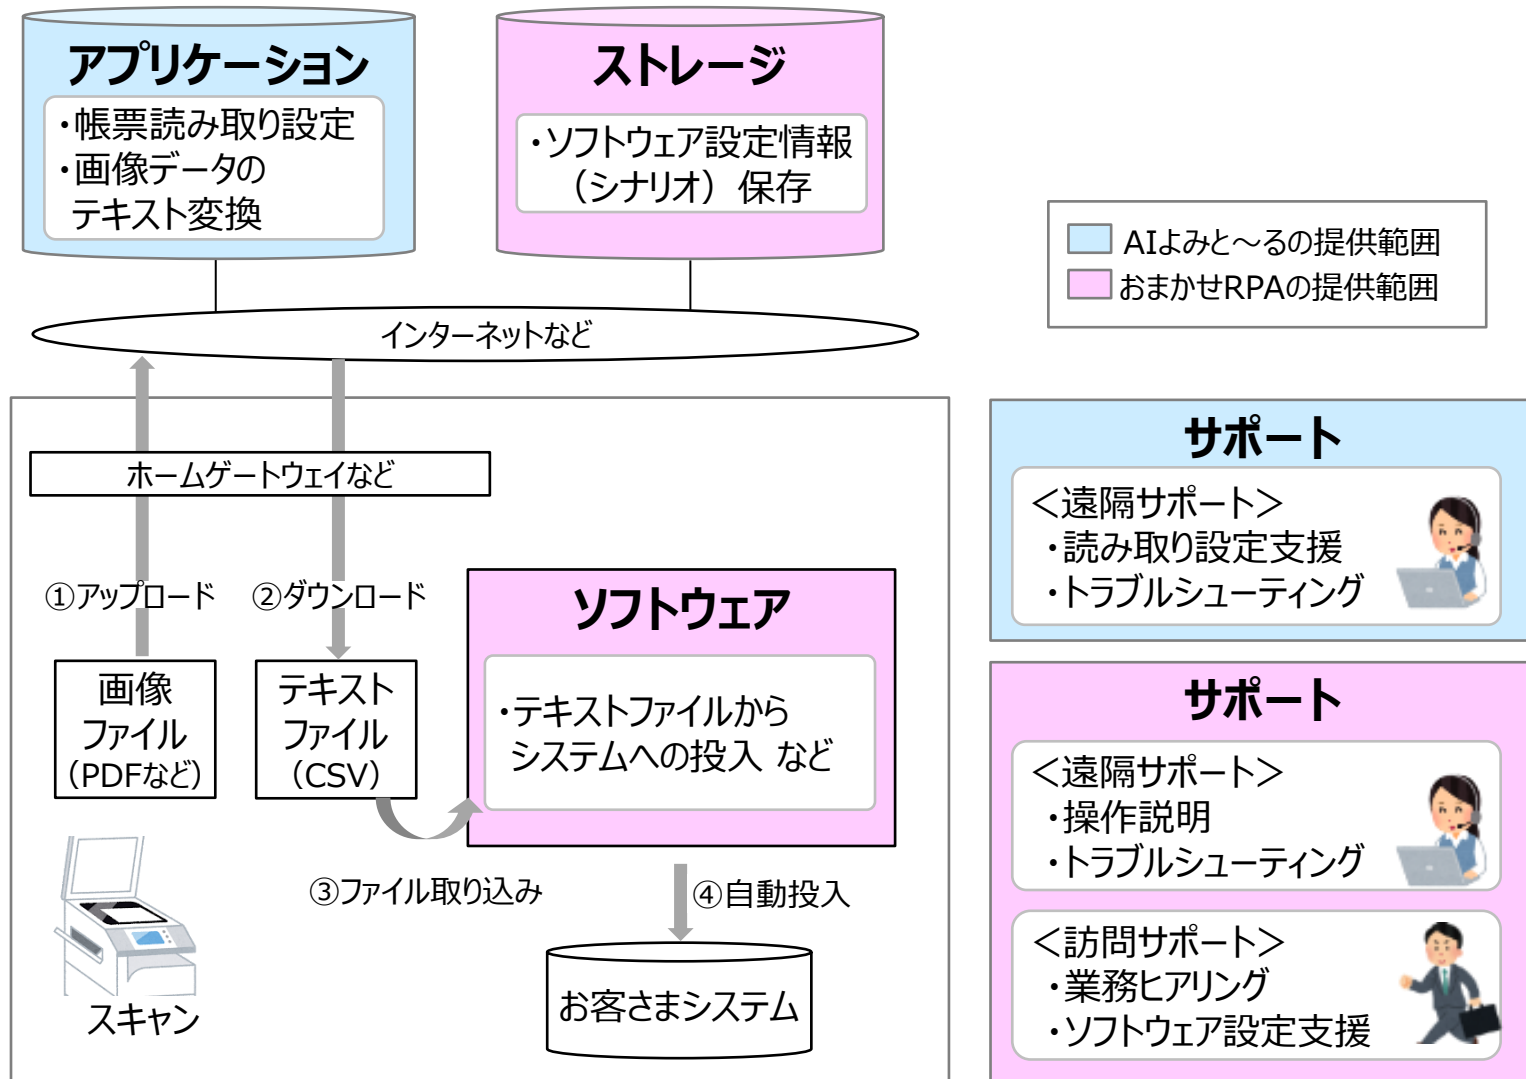 アプリケーション
・帳票読み取り設定
・画像データの
テキスト変換
ストレージ
・ソフトウェア設定情報
（シナリオ）保存
AIよみと～るの提供範囲
おまかせRPAの提供範囲
インターネットなど
ホームゲートウェイなど
①アップロード
②ダウンロード
画像
ファイル
（PDFなど）
テキスト
ファイル
（CSV）
ソフトウェア
・テキストファイルから
システムへの投入 など
③ファイル取り込み
④自動投入
スキャン
お客さまシステム
サポート
＜遠隔サポート＞
・読み取り設定支援
・トラブルシューティング
サポート
＜遠隔サポート＞
・操作説明
・トラブルシューティング
＜訪問サポート＞
・業務ヒアリング
・ソフトウェア設定支援